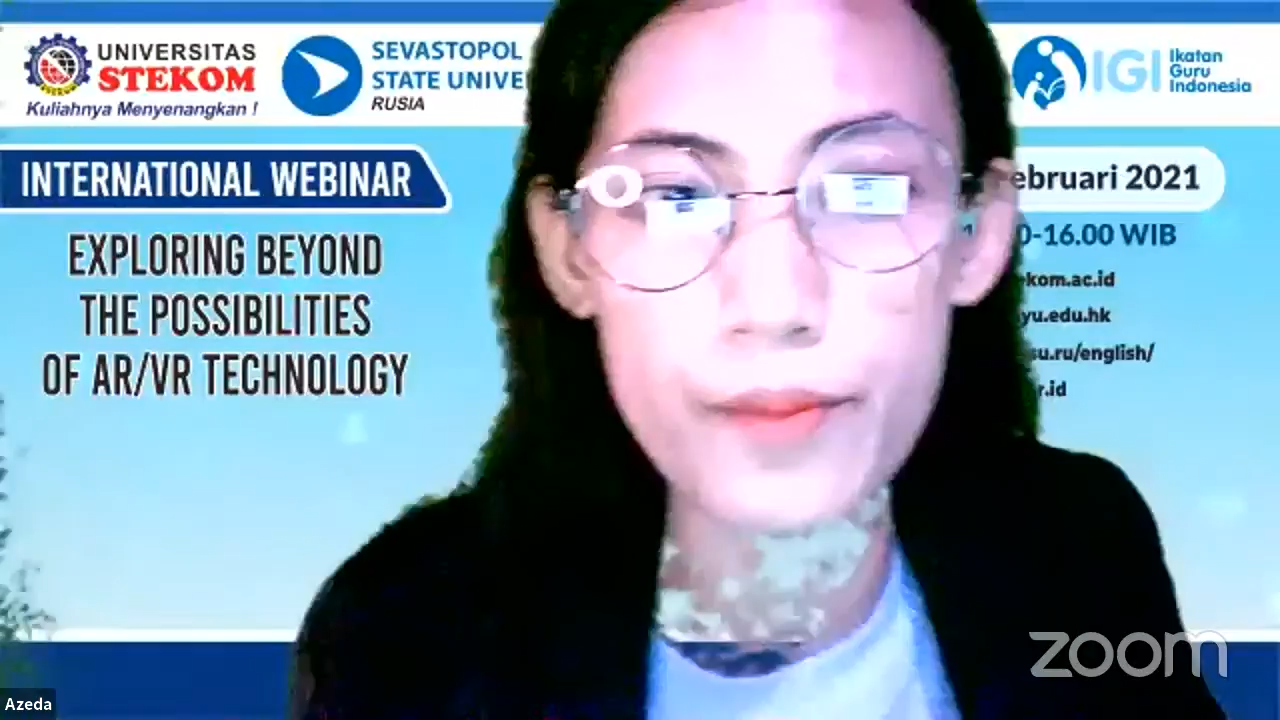 UNIVERSITAS
STEKOM
Kuliahnya Menyenangkan !
SEVASTOPOL
STATE UNIVE
RUSIA
IGI
Ikatan
Guru
Indonesia
INTERNATIONAL WEBINAR
EXPLORING BEYOND
THE POSSIBILITIES
OF AR/VR TECHNOLOGY
ebruari 2021
0-16.00 WIB
kom.ac.id
yu.edu.hk
su.ru/english/
r.id
zoom
Azeda